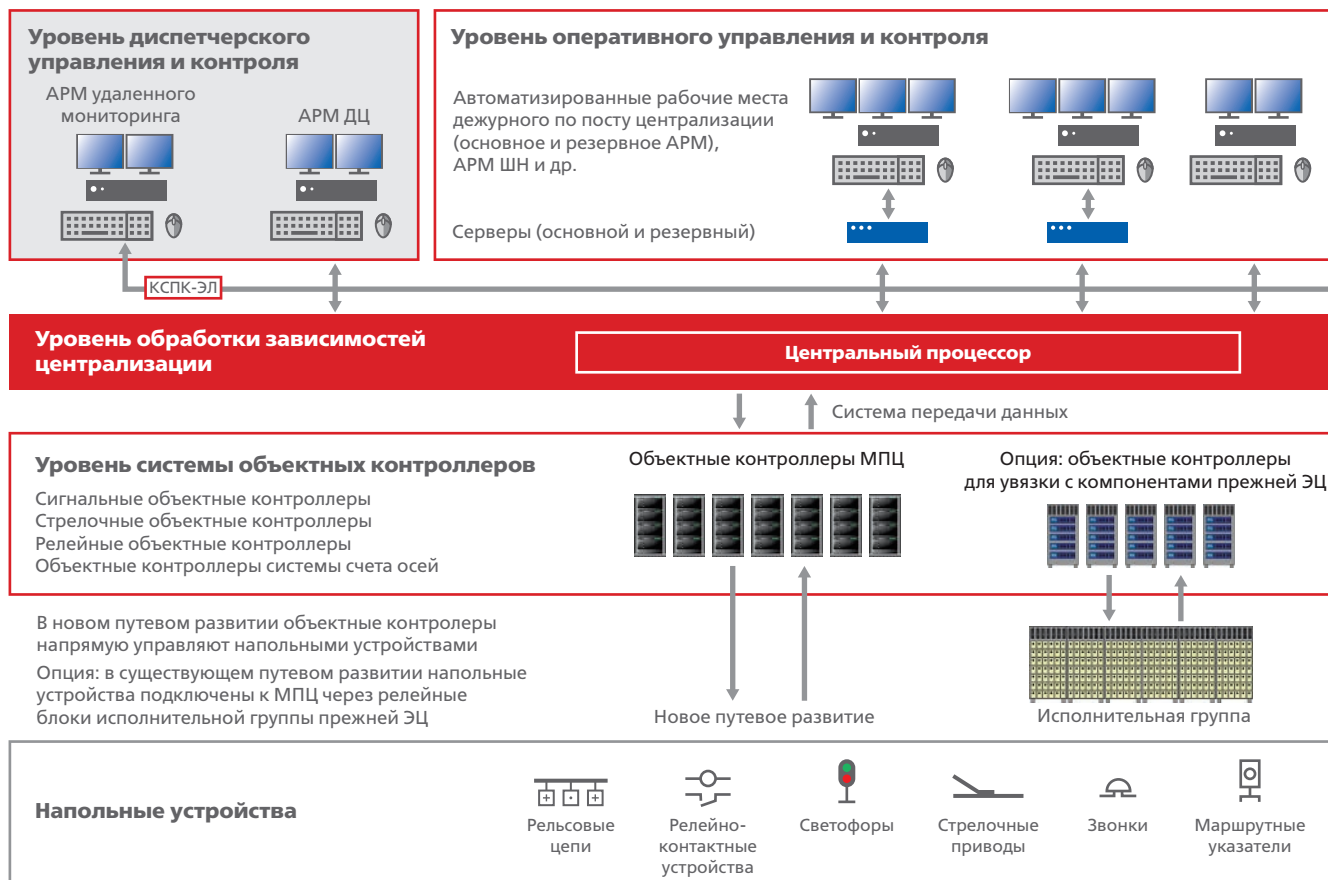 Уровень диспетчерского
управления и контроля
АРМ удаленного
мониторинга
АРМ ДЦ
Уровень оперативного управления и контроля
Автоматизированные рабочие места
дежурного по посту централизации
(основное и резервное АРМ),
АРМ ШН и др.
Серверы (основной и резервный)
КСПК-ЭЛ
Уровень обработки зависимостей
централизации
Центральный процессор
Система передачи данных
Уровень системы объектных контроллеров
Сигнальные объектные контроллеры
Стрелочные объектные контроллеры
Релейные объектные контроллеры
Объектные контроллеры системы счета осей
Объектные контроллеры МПЦ
Опция: объектные контроллеры
для увязки с компонентами прежней ЭЦ
В новом путевом развитии объектные контролеры
напрямую управляют напольными устройствами
Опция: в существующем путевом развитии напольные
устройства подключены к МПЦ через релейные
блоки исполнительной группы прежней ЭЦ
Новое путевое развитие
Исполнительная группа
Напольные устройства
Рельсовые
цепи
Релейно-
контактные
устройства
Светофоры
Стрелочные
приводы
Звонки
Маршрутные
указатели